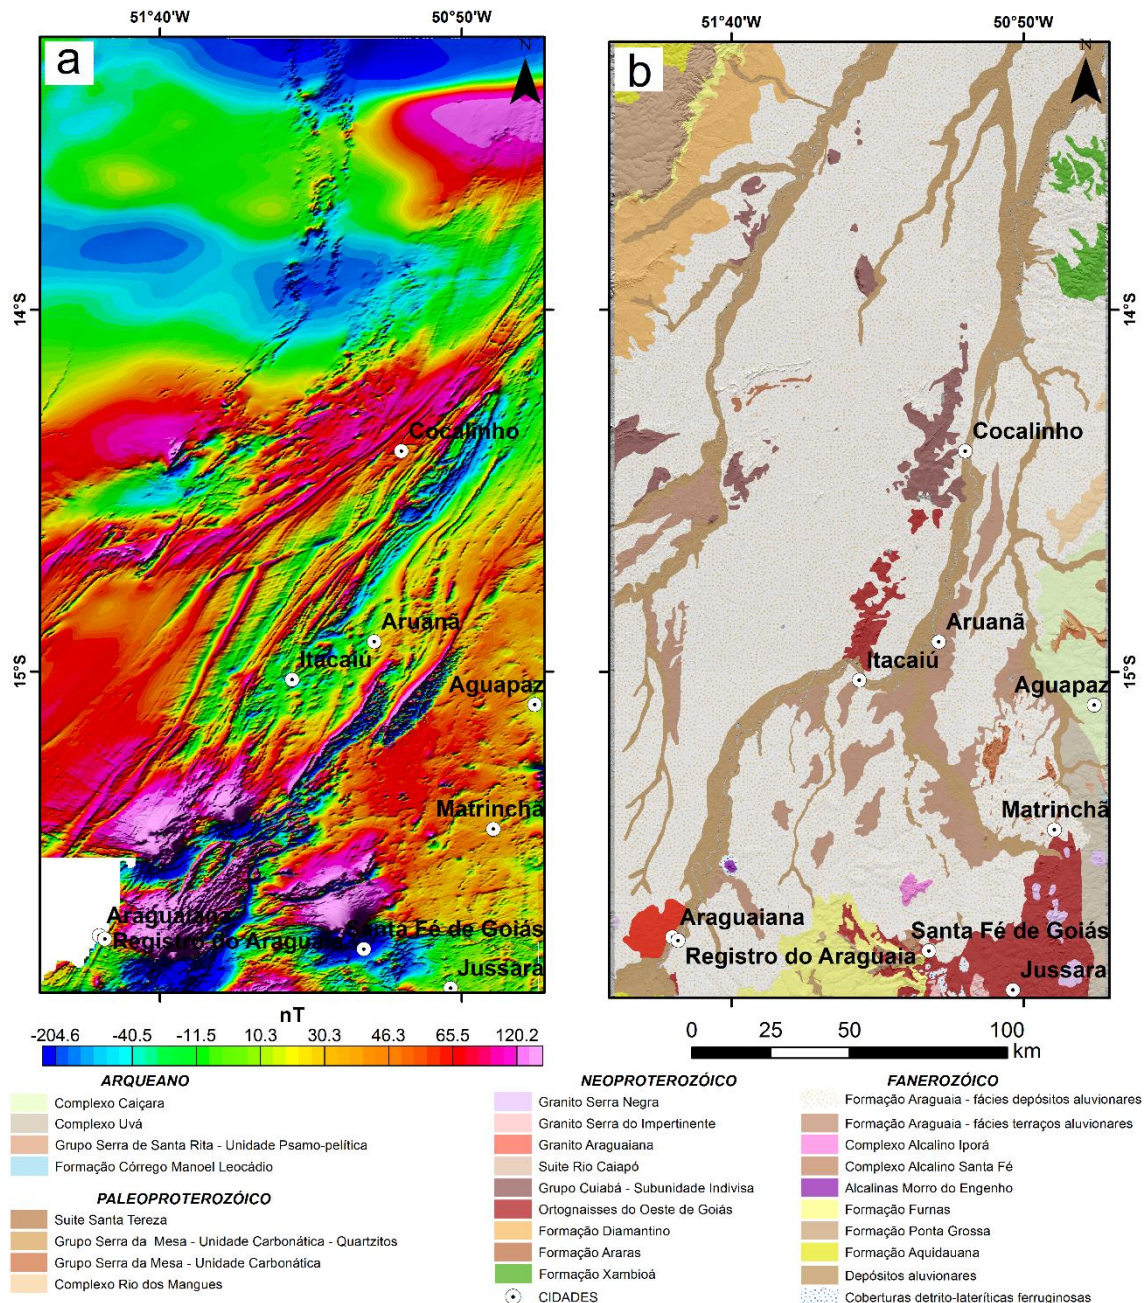 51°40'W 50°50'W
51°40'W 50°50'W
a
N
b
N
14°S
14°S
Cocalinho
Cocalinho
Aruanã
Aruanã
Itacaiú
Itacaiú
15°S
15°S
Aguapaz
Aguapaz
Matrinchã
Matrinchã
Araguaiana
Araguaiana
Santa Fé de Goiás
Santa Fé de Goiás
Registro do Araguaia
Registro do Araguaia
Jussara
Jussara
nT
-204.6 -40.5 -11.5 10.3 30.3 46.3 65.5 120.2
0 25 50 100
km
ARQUEANO
Complexo Caiçara
Complexo Uvá
Grupo Serra de Santa Rita - Unidade Psamo-pelítica
Formação Córrego Manoel Leocádio
PALEOPROTEROZÓICO
Suite Santa Tereza
Grupo Serra da Mesa - Unidade Carbonática - Quartzitos
Grupo Serra da Mesa - Unidade Carbonática
Complexo Rio dos Mangues
NEOPROTEROZÓICO
Granito Serra Negra
Granito Serra do Impertinente
Granito Araguaiana
Suite Rio Caiapó
Grupo Cuiabá - Subunidade Indivisa
Ortognaisses do Oeste de Goiás
Formação Diamantino
Formação Araras
Formação Xambioá
CIDADES
FANEROZÓICO
Formação Araguaia - fácies depósitos aluvionares
Formação Araguaia - fácies terraços aluvionares
Complexo Alcalino Iporá
Complexo Alcalino Santa Fé
Alcalinas Morro do Engenho
Formação Furnas
Formação Ponta Grossa
Formação Aquidauana
Depósitos aluvionares
Coberturas detrito-lateríticas ferruginosas